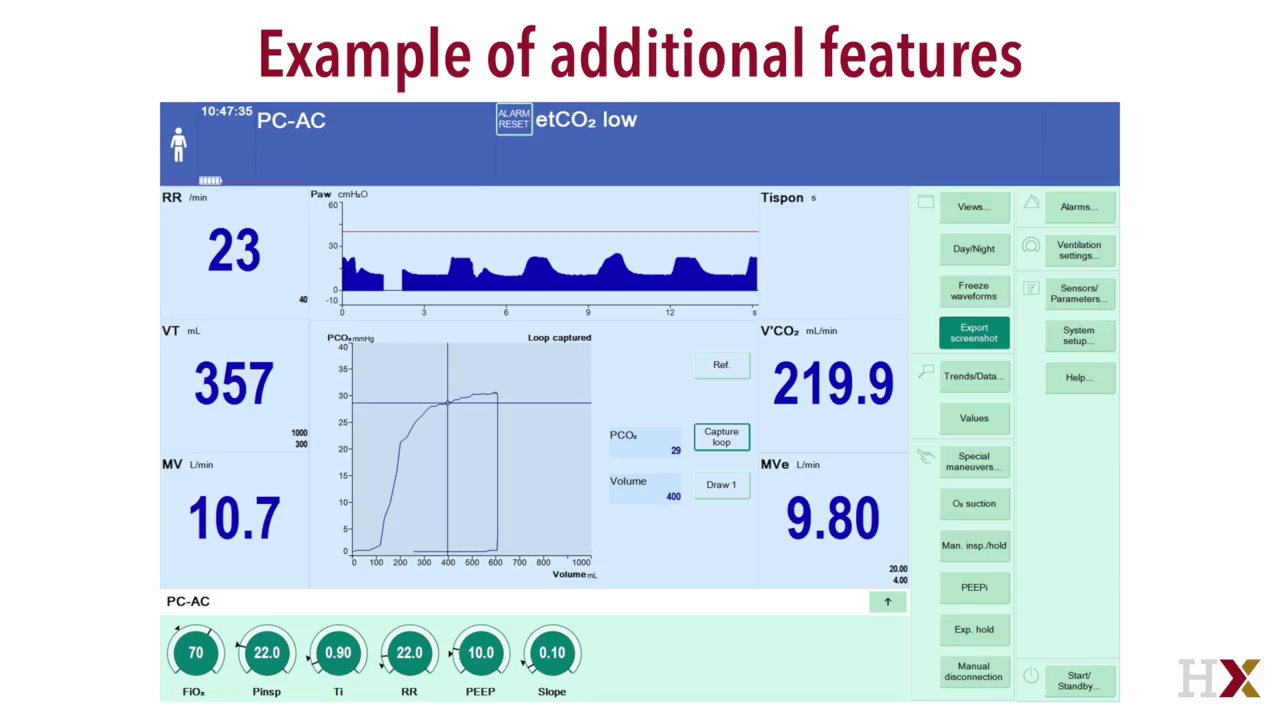 Example of additional features
10:47:35
PC-AC
ALARM
RESET
etCO₂ low
RR /min
23
40
Paw cmH₂O
60
30
0
-10
0 3 6 9 12 s
Tispon s
VT mL
357
1000
300
PCO₂ mmHg
Loop captured
40
35
30
25
20
15
10
5
0
0 100 200 300 400 500 600 700 800 1000
Volume mL
Ref.
PCO₂
29
Capture
loop
Volume
400
Draw 1
V'CO₂ mL/min
219.9
MV L/min
10.7
MVe L/min
9.80
20.00
4.00
Views...
Day/Night
Freeze
waveforms
Export
screenshot
Trends/Data...
Values
Special
maneuvers...
O₂ suction
Man. insp./hold
PEEPi
Exp. hold
Manual
disconnection
Alarms...
Ventilation
settings...
Sensors/
Parameters...
System
setup...
Help...
Start/
Standby...
PC-AC
70
22.0
0.90
22.0
10.0
0.10
FiO₂
Pinsp
Ti
RR
PEEP
Slope
HX